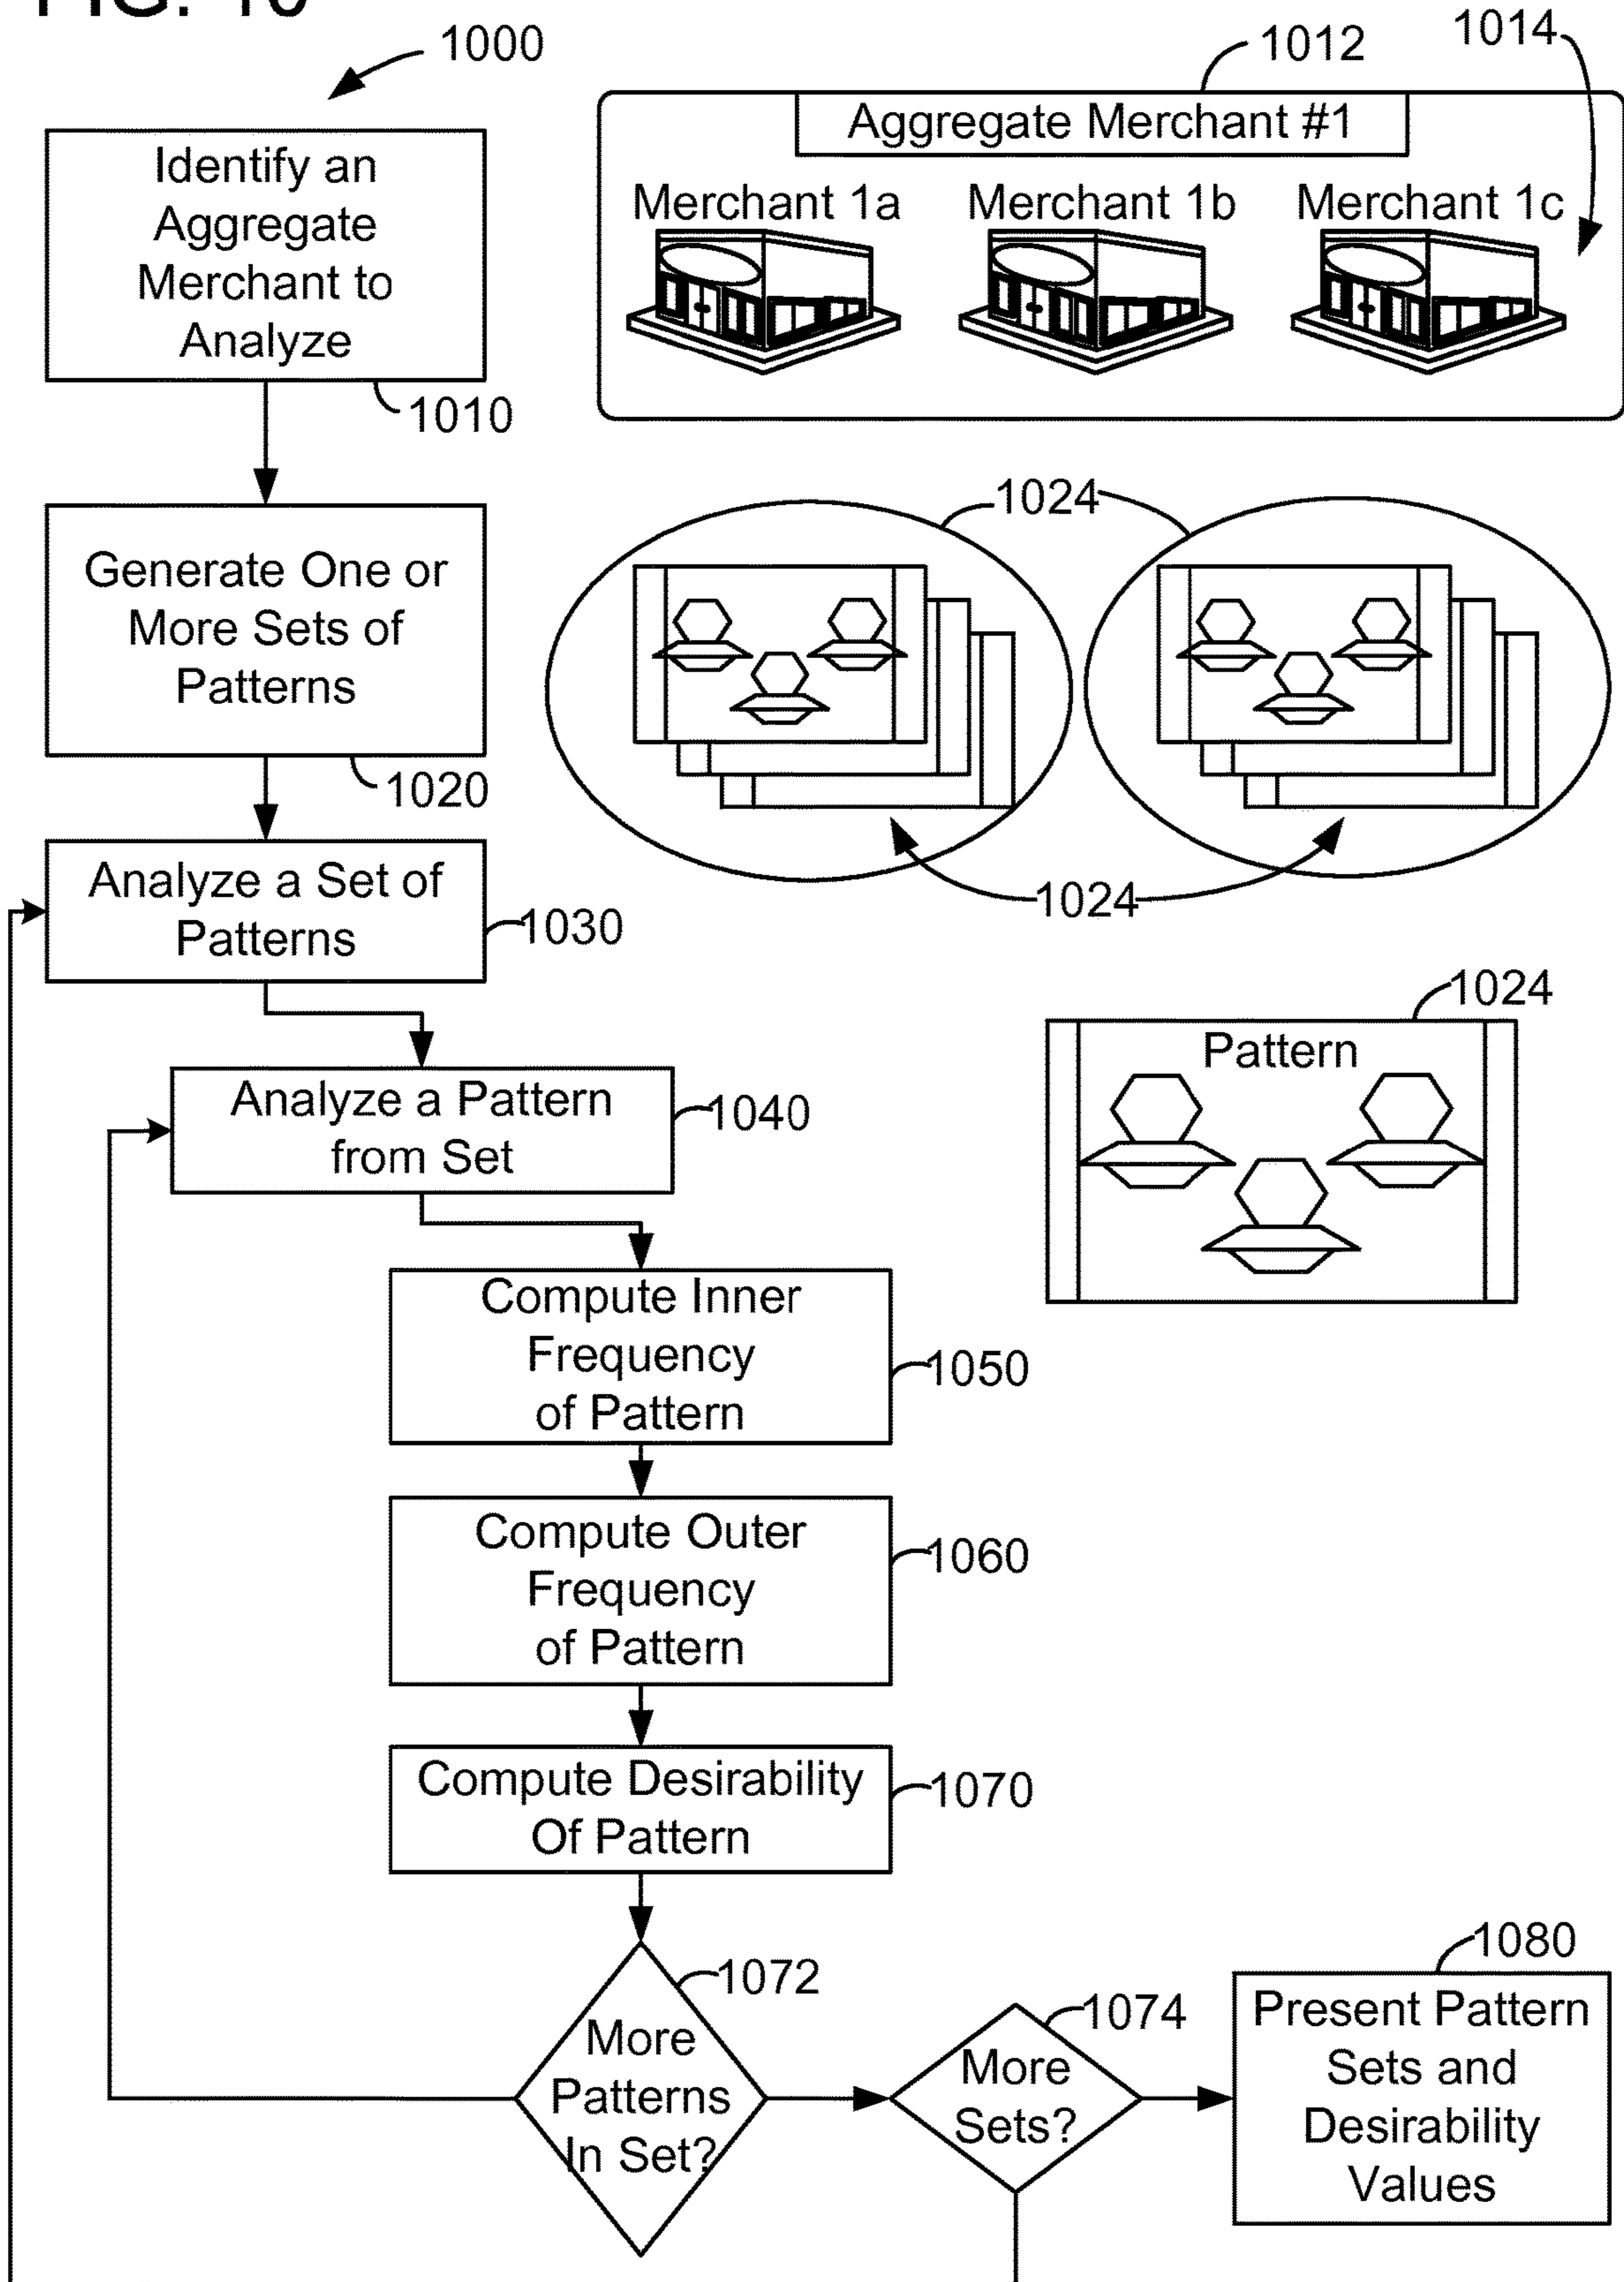 1000
Identify an
Aggregate
Merchant to
Analyze
1010
1012
1014
Aggregate Merchant #1
Merchant 1a
Merchant 1b
Merchant 1c
Generate One or
More Sets of
Patterns
1020
1024
1024
Analyze a Set of
Patterns
1030
1024
Pattern
Analyze a Pattern
from Set
1040
Compute Inner
Frequency
of Pattern
1050
Compute Outer
Frequency
of Pattern
1060
Compute Desirability
Of Pattern
1070
More
Patterns
In Set?
1072
More
Sets?
1074
1080
Present Pattern
Sets and
Desirability
Values